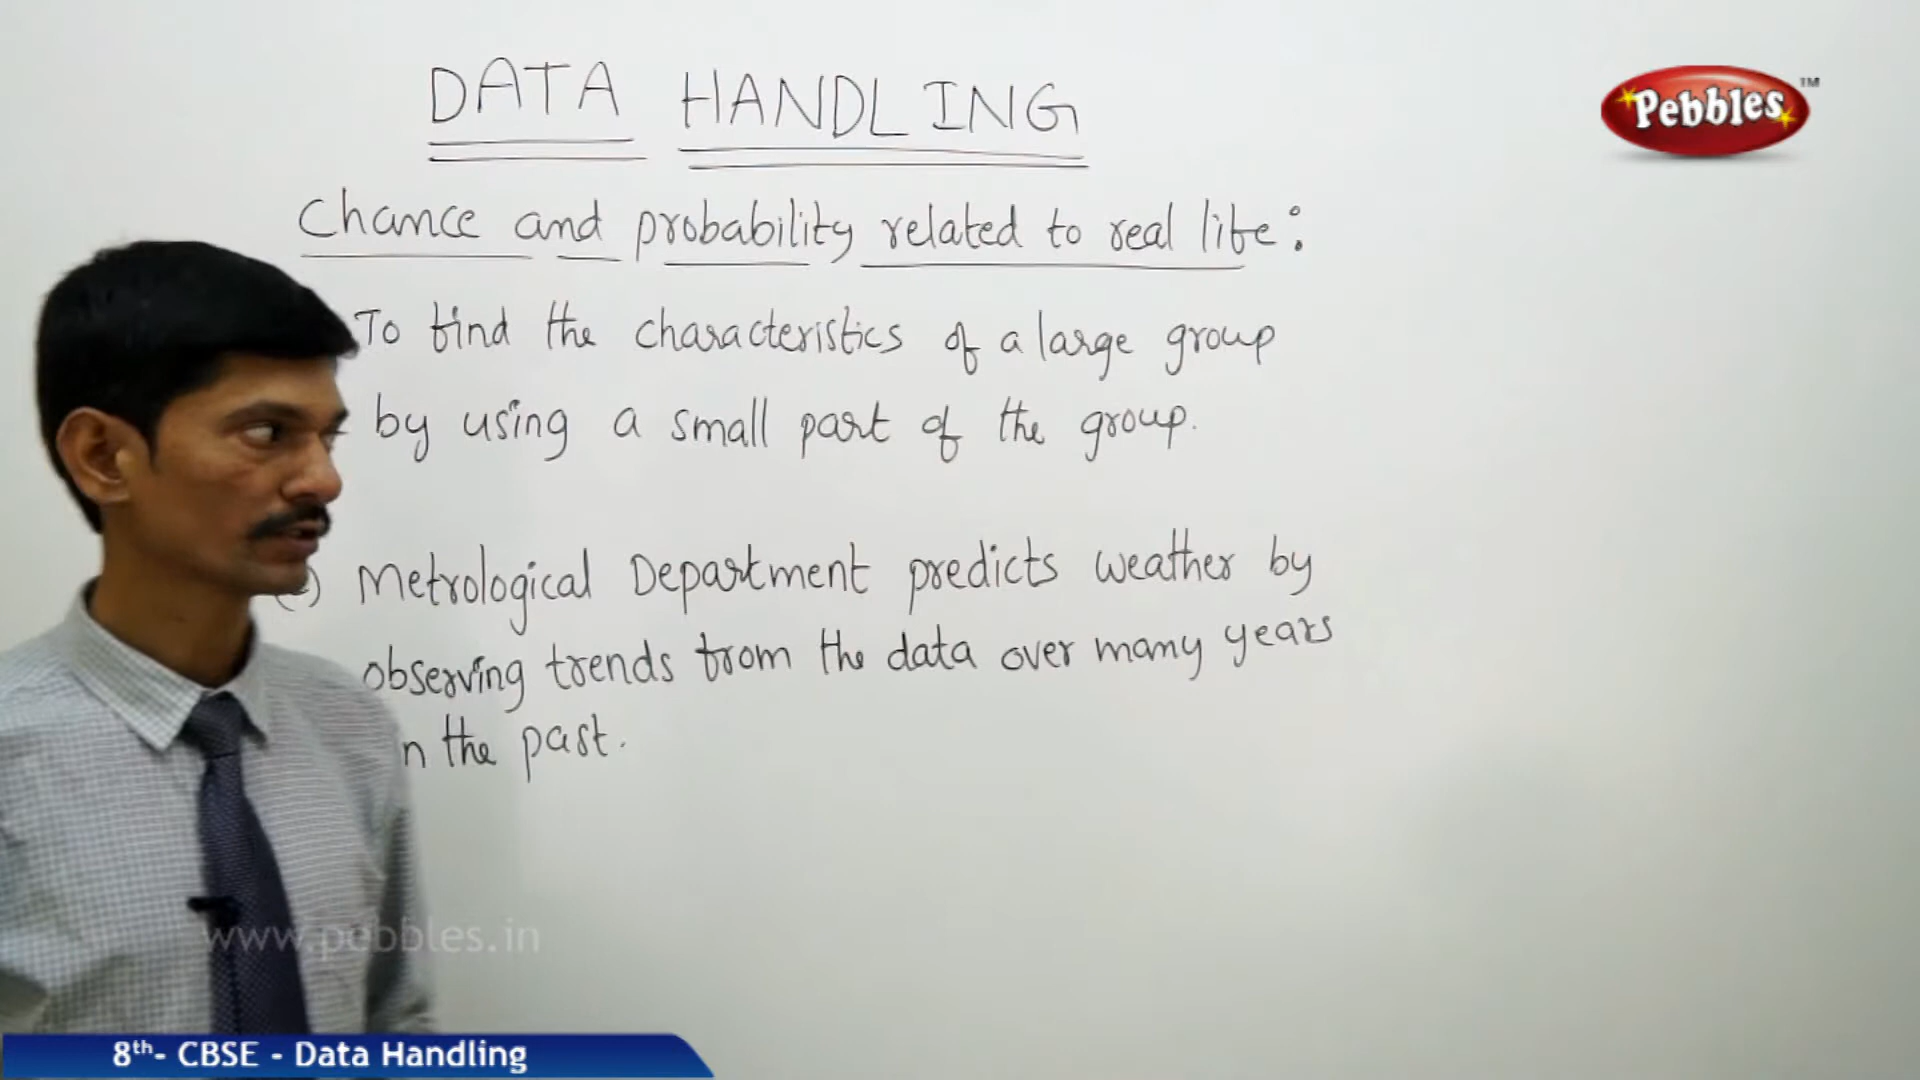 DATA HANDLING
Pebbles™
Chance and probability related to real life:
To find the characteristics of a large group
by using a small part of the group.
Metrological Department predicts weather by
observing trends from the data over many years
n the past.
www.pebbles.in
8th- CBSE - Data Handling